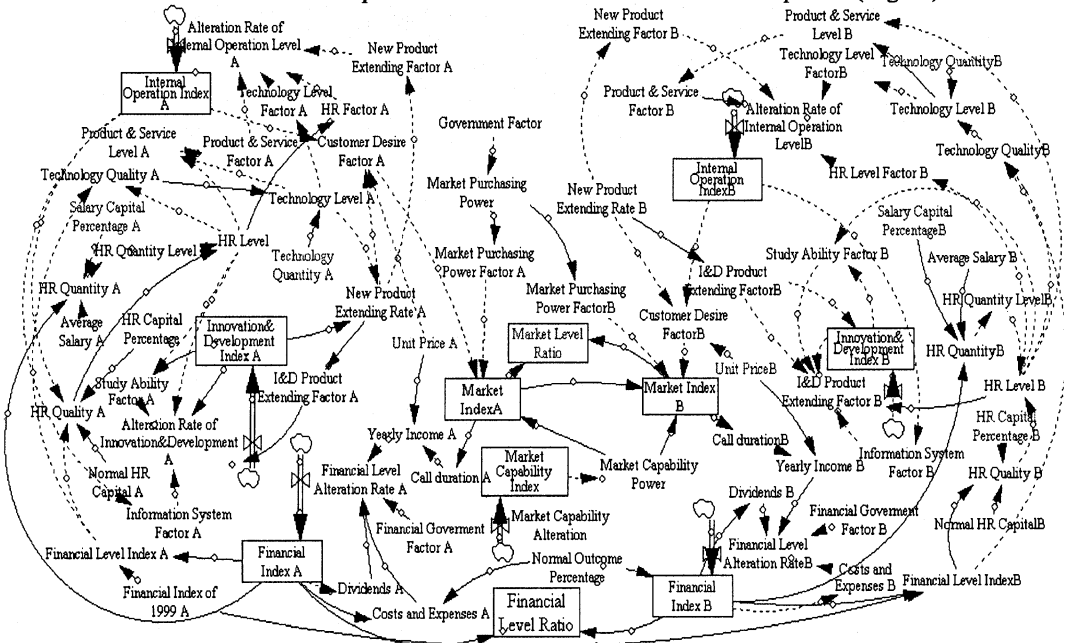 Alteration Rate of
Internal Operation Level
A
New Product
Extending Factor A
Internal
Operation Index
A
Technology Level
Factor A
HR Factor A
Product & Service
Level A
Product & Service
Factor A
Customer Desire
Factor A
Technology Quality A
Technology Level A
Salary Capital
Percentage A
HR Quantity Level
HR Level
Technology
Quantity A
HR Quantity A
Average
Salary A
HR Capital
Percentage
New Product
Extending Rate A
Innovation&
Development
Index A
Study Ability
Factor A
I&D Product
Extending Factor A
HR Quality A
Alteration Rate of
Innovation&Development
A
Normal HR
Capital A
Information System
Factor A
Financial Level Index A
Financial Index of
1999 A
Financial
Index A
Dividends A
Costs and Expenses A
Government Factor
Market Purchasing
Power
Market Purchasing
Power Factor A
Market Purchasing
Power FactorB
Unit Price A
Market Level
Ratio
Market
IndexA
Market Index
B
Yearly Income A
Call duration A
Financial Level
Alteration Rate A
Market
Capability
Index
Market Capability
Power
Financial Goverment
Factor A
Market Capability
Alteration
Normal Outcome
Percentage
Financial
Level Ratio
New Product
Extending Factor B
Product & Service
Level B
Technology Level
FactorB
Technology QuantityB
Product & Service
Factor B
Alteration Rate of
Internal Operation
LevelB
Technology Level B
Technology QualityB
Internal
Operation
IndexB
HR Level Factor B
New Product
Extending Rate B
Salary Capital
PercentageB
Study Ability Factor B
Average Salary B
I&D Product
Extending FactorB
HR Quantity LevelB
Customer Desire
FactorB
Innovation&
Development
Index B
HR QuantityB
Unit PriceB
I&D Product
Extending Factor B
HR Level B
HR Capital
Percentage B
Call durationB
Yearly Income B
Information System
Factor B
HR Quality B
Dividends B
Financial Goverment
Factor B
Normal HR CapitalB
Financial Level
Alteration RateB
Costs and
Expenses B
Financial Level IndexB
Financial
Index B